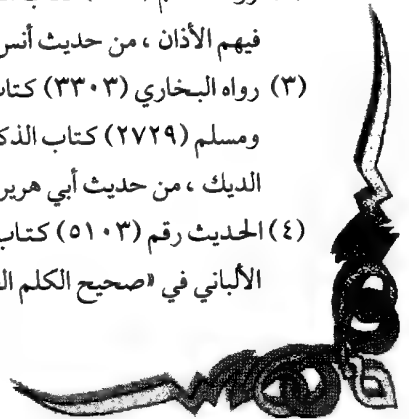 فيهم الأذان ، من حديث أنس
(٣) رواه البخاري (٣٣٠٣) كتاب
ومسلم (٢٧٢٩) كتاب الذكر
الديك ، من حديث أبي هرير
(٤) الحديث رقم (٥١٠٣) كتاب
الألباني في «صحيح الكلم